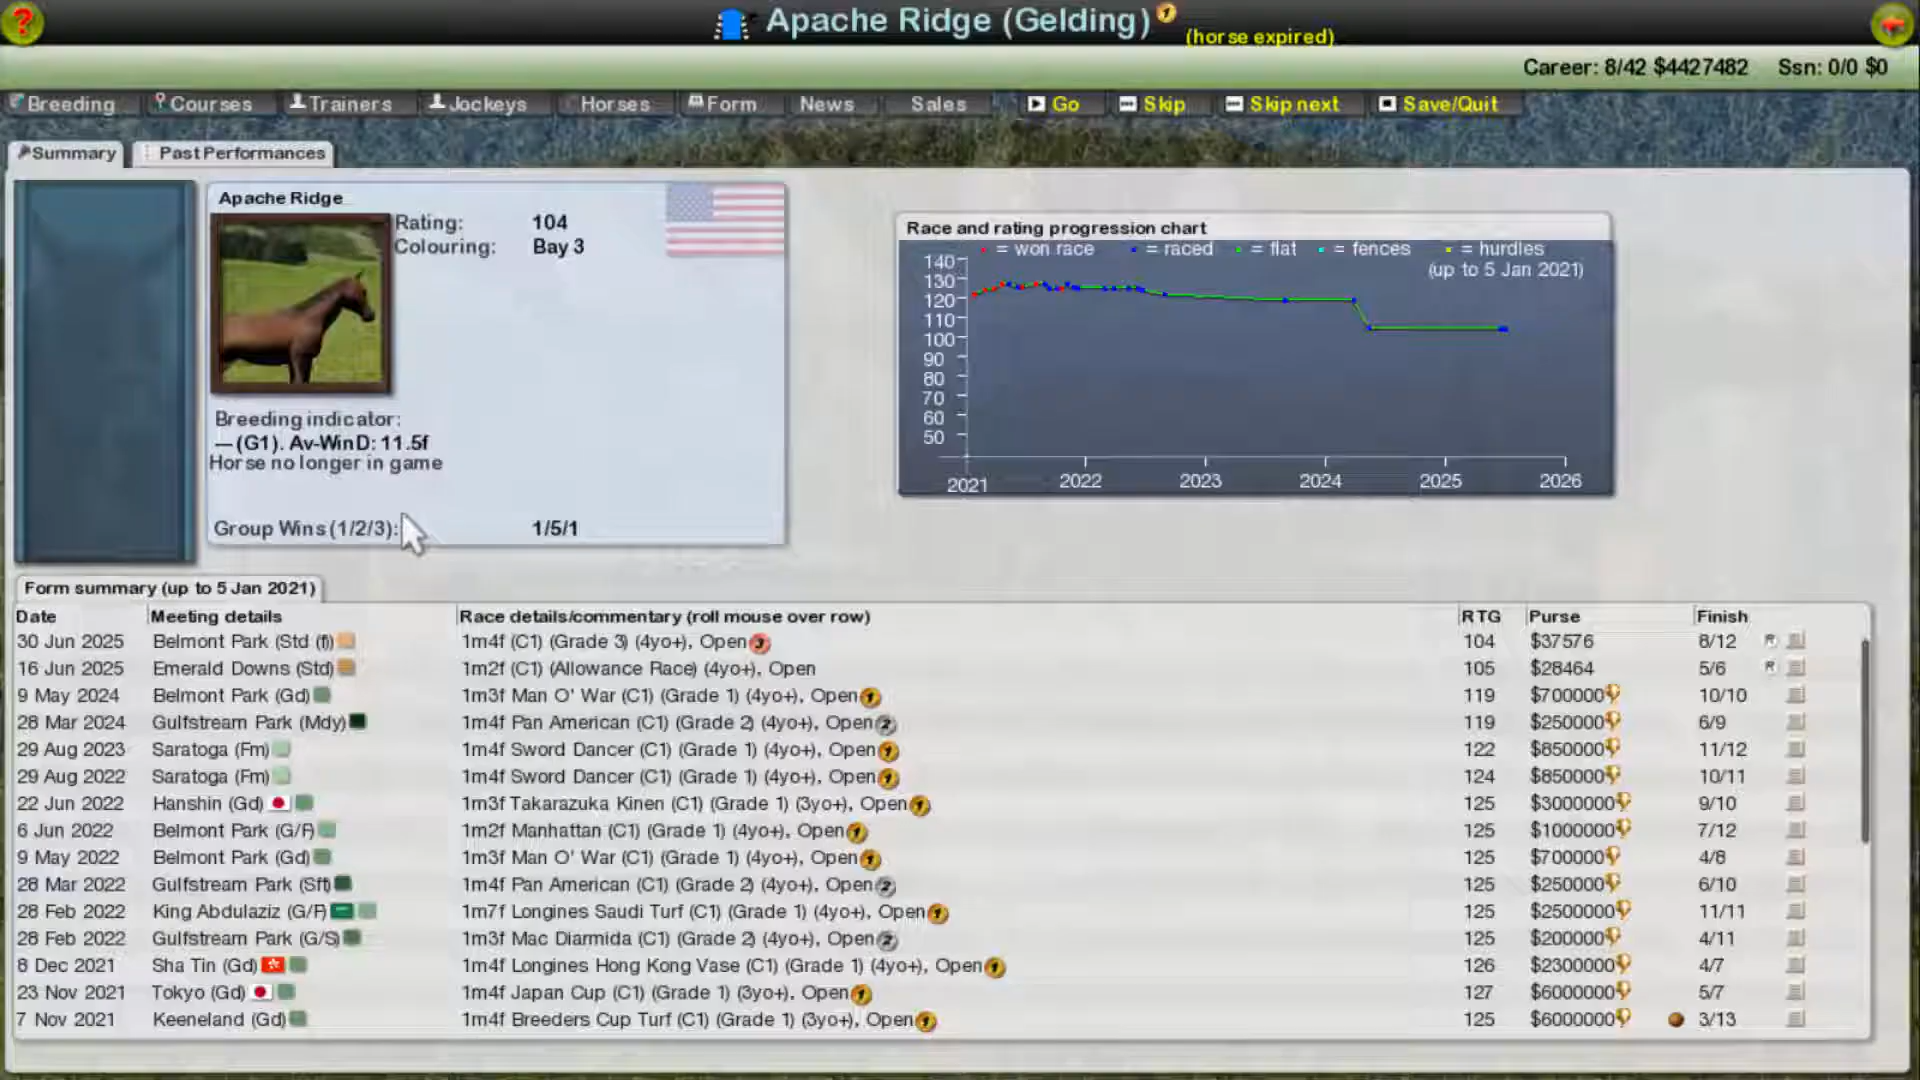 Apache Ridge (Gelding) 1
(horse expired)
?
Career: 8/42 $4427482 Ssn: 0/0 $0
Breeding Courses Trainers Jockeys Horses Form News Sales Go Skip Skip next Save/Quit
Summary Past Performances
Apache Ridge
Rating: 104
Colouring: Bay 3
Breeding indicator:
— (G1). Av-WinD: 11.5f
Horse no longer in game
Group Wins (1/2/3): 1/5/1
Race and rating progression chart
= won race = raced = flat = fences = hurdles
(up to 5 Jan 2021)
140
130
120
110
100
90
80
70
60
50
2021 2022 2023 2024 2025 2026
Form summary (up to 5 Jan 2021)
Date Meeting details Race details/commentary (roll mouse over row) RTG Purse Finish
30 Jun 2025 Belmont Park (Std (f) 1m4f (C1) (Grade 3) (4yo+), Open 3 104 $37576 8/12 R
16 Jun 2025 Emerald Downs (Std) 1m2f (C1) (Allowance Race) (4yo+), Open 105 $28464 5/6 R
9 May 2024 Belmont Park (Gd) 1m3f Man O' War (C1) (Grade 1) (4yo+), Open 1 119 $700000 10/10
28 Mar 2024 Gulfstream Park (Mdy) 1m4f Pan American (C1) (Grade 2) (4yo+), Open 2 119 $250000 6/9
29 Aug 2023 Saratoga (Fm) 1m4f Sword Dancer (C1) (Grade 1) (4yo+), Open 1 122 $850000 11/12
29 Aug 2022 Saratoga (Fm) 1m4f Sword Dancer (C1) (Grade 1) (4yo+), Open 1 124 $850000 10/11
22 Jun 2022 Hanshin (Gd) 1m3f Takarazuka Kinen (C1) (Grade 1) (3yo+), Open 1 125 $3000000 9/10
6 Jun 2022 Belmont Park (G/F) 1m2f Manhattan (C1) (Grade 1) (4yo+), Open 1 125 $1000000 7/12
9 May 2022 Belmont Park (Gd) 1m3f Man O' War (C1) (Grade 1) (4yo+), Open 1 125 $700000 4/8
28 Mar 2022 Gulfstream Park (Sft) 1m4f Pan American (C1) (Grade 2) (4yo+), Open 2 125 $250000 6/10
28 Feb 2022 King Abdulaziz (G/F) 1m7f Longines Saudi Turf (C1) (Grade 1) (4yo+), Open 1 125 $2500000 11/11
28 Feb 2022 Gulfstream Park (G/S) 1m3f Mac Diarmida (C1) (Grade 2) (4yo+), Open 2 125 $200000 4/11
8 Dec 2021 Sha Tin (Gd) 1m4f Longines Hong Kong Vase (C1) (Grade 1) (4yo+), Open 1 126 $2300000 4/7
23 Nov 2021 Tokyo (Gd) 1m4f Japan Cup (C1) (Grade 1) (3yo+), Open 1 127 $6000000 5/7
7 Nov 2021 Keeneland (Gd) 1m4f Breeders Cup Turf (C1) (Grade 1) (3yo+), Open 1 125 $6000000 3/13